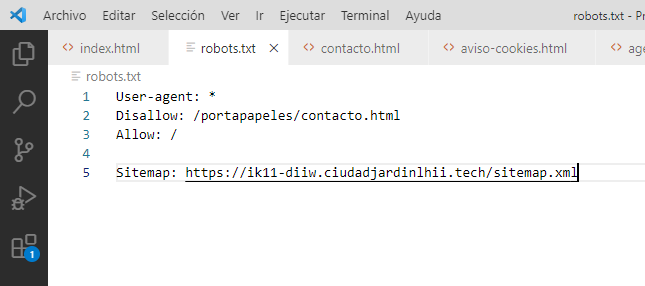 Archivo Editar Selección Ver Ejecutar Terminal Ayuda robots.txt - Pr
index.html robots.txt contacto.html aviso-cookies.html age
robots.txt
1 User-agent: *
2 Disallow: /portapapeles/contacto.html
3 Allow: /
4
5 Sitemap: https://ik11-diiw.ciudadjardinlhii.tech/sitemap.xml
1